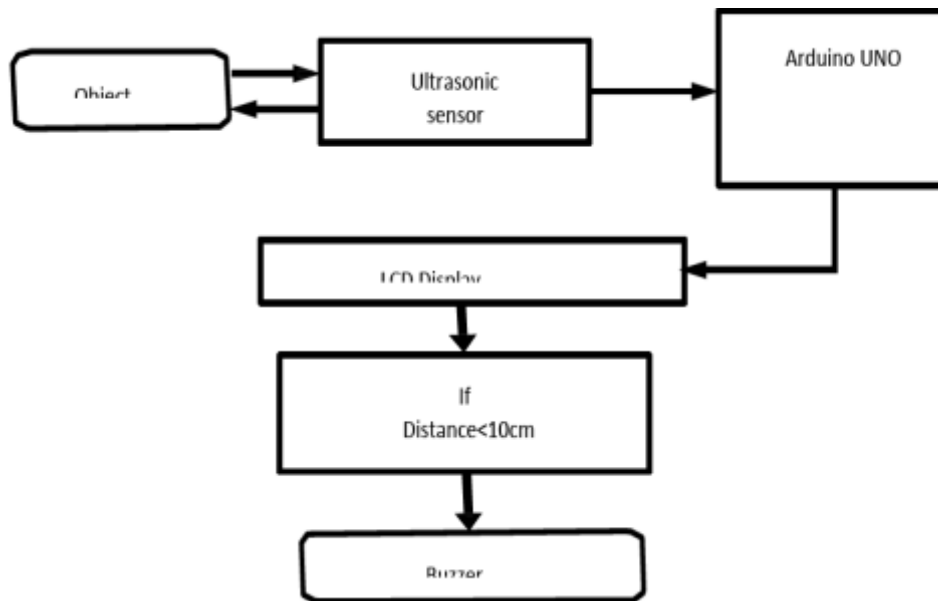 Object
Ultrasonic
sensor
Arduino UNO
LCD Display
If
Distance<10cm
Buzzer